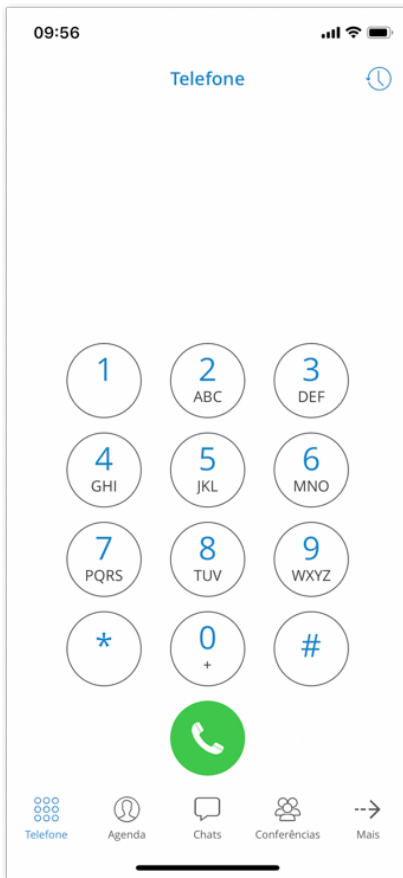 09:56
Telefone
1 2 3
ABC DEF
4 5 6
GHI JKL MNO
7 8 9
PQRS TUV WXYZ
* 0 #
+
Telefone Agenda Chats Conferências Mais